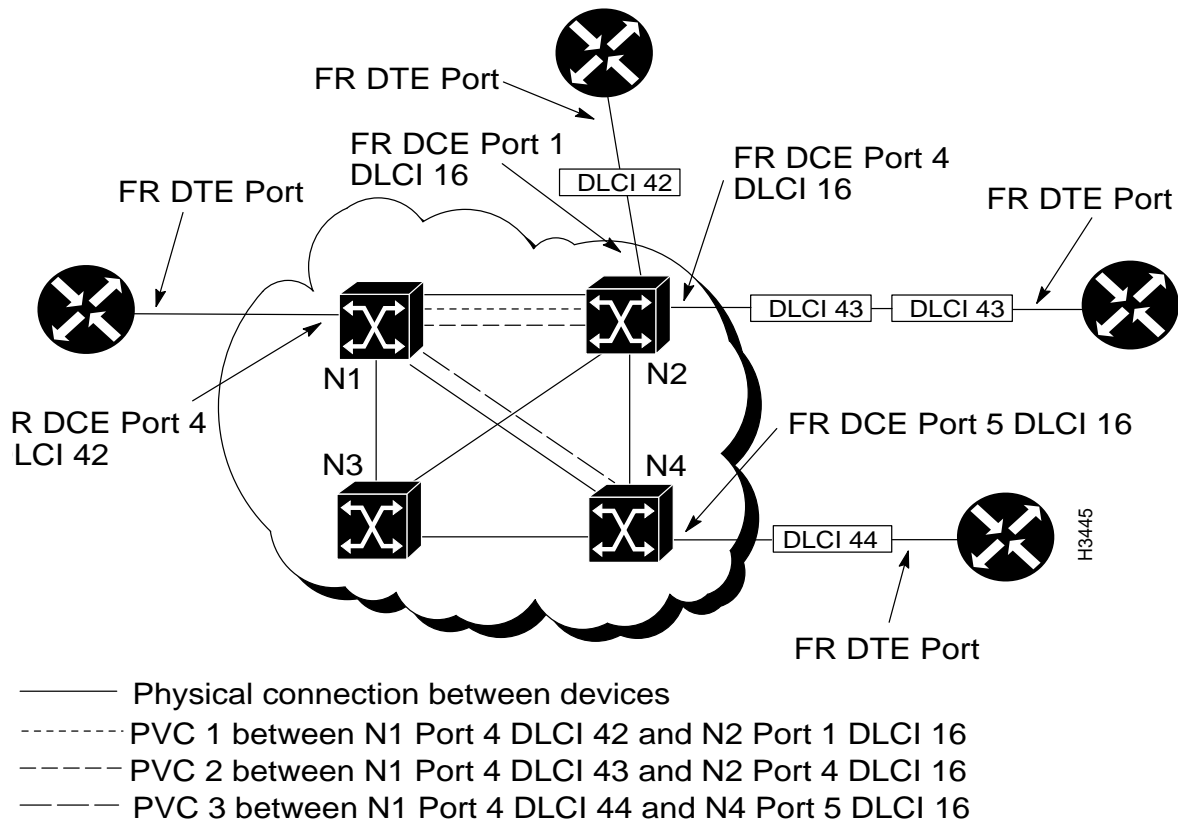 FR DTE Port
FR DCE Port 1
DLCI 16
DLCI 42
FR DCE Port 4
DLCI 16
FR DTE Port
FR DTE Port
DLCI 43
DLCI 43
N1
N2
R DCE Port 4
LCI 42
FR DCE Port 5 DLCI 16
N3
N4
DLCI 44
H3445
FR DTE Port
Physical connection between devices
PVC 1 between N1 Port 4 DLCI 42 and N2 Port 1 DLCI 16
PVC 2 between N1 Port 4 DLCI 43 and N2 Port 4 DLCI 16
PVC 3 between N1 Port 4 DLCI 44 and N4 Port 5 DLCI 16